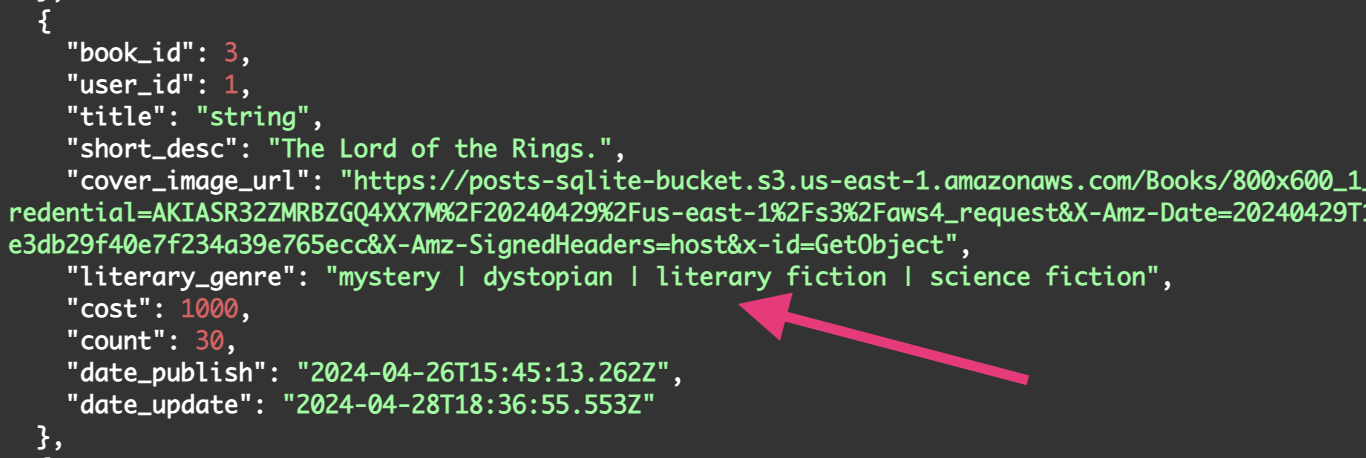 {
"book_id": 3,
"user_id": 1,
"title": "string",
"short_desc": "The Lord of the Rings.",
"cover_image_url": "https://posts-sqlite-bucket.s3.us-east-1.amazonaws.com/Books/800x600_1_
redential=AKIASR32ZMRBZGQ4XX7M%2F20240429%2Fus-east-1%2Fs3%2Faws4_request&X-Amz-Date=20240429T1
e3db29f40e7f234a39e765ecc&X-Amz-SignedHeaders=host&x-id=GetObject",
"literary_genre": "mystery | dystopian | literary fiction | science fiction",
"cost": 1000,
"count": 30,
"date_publish": "2024-04-26T15:45:13.262Z",
"date_update": "2024-04-28T18:36:55.553Z"
},